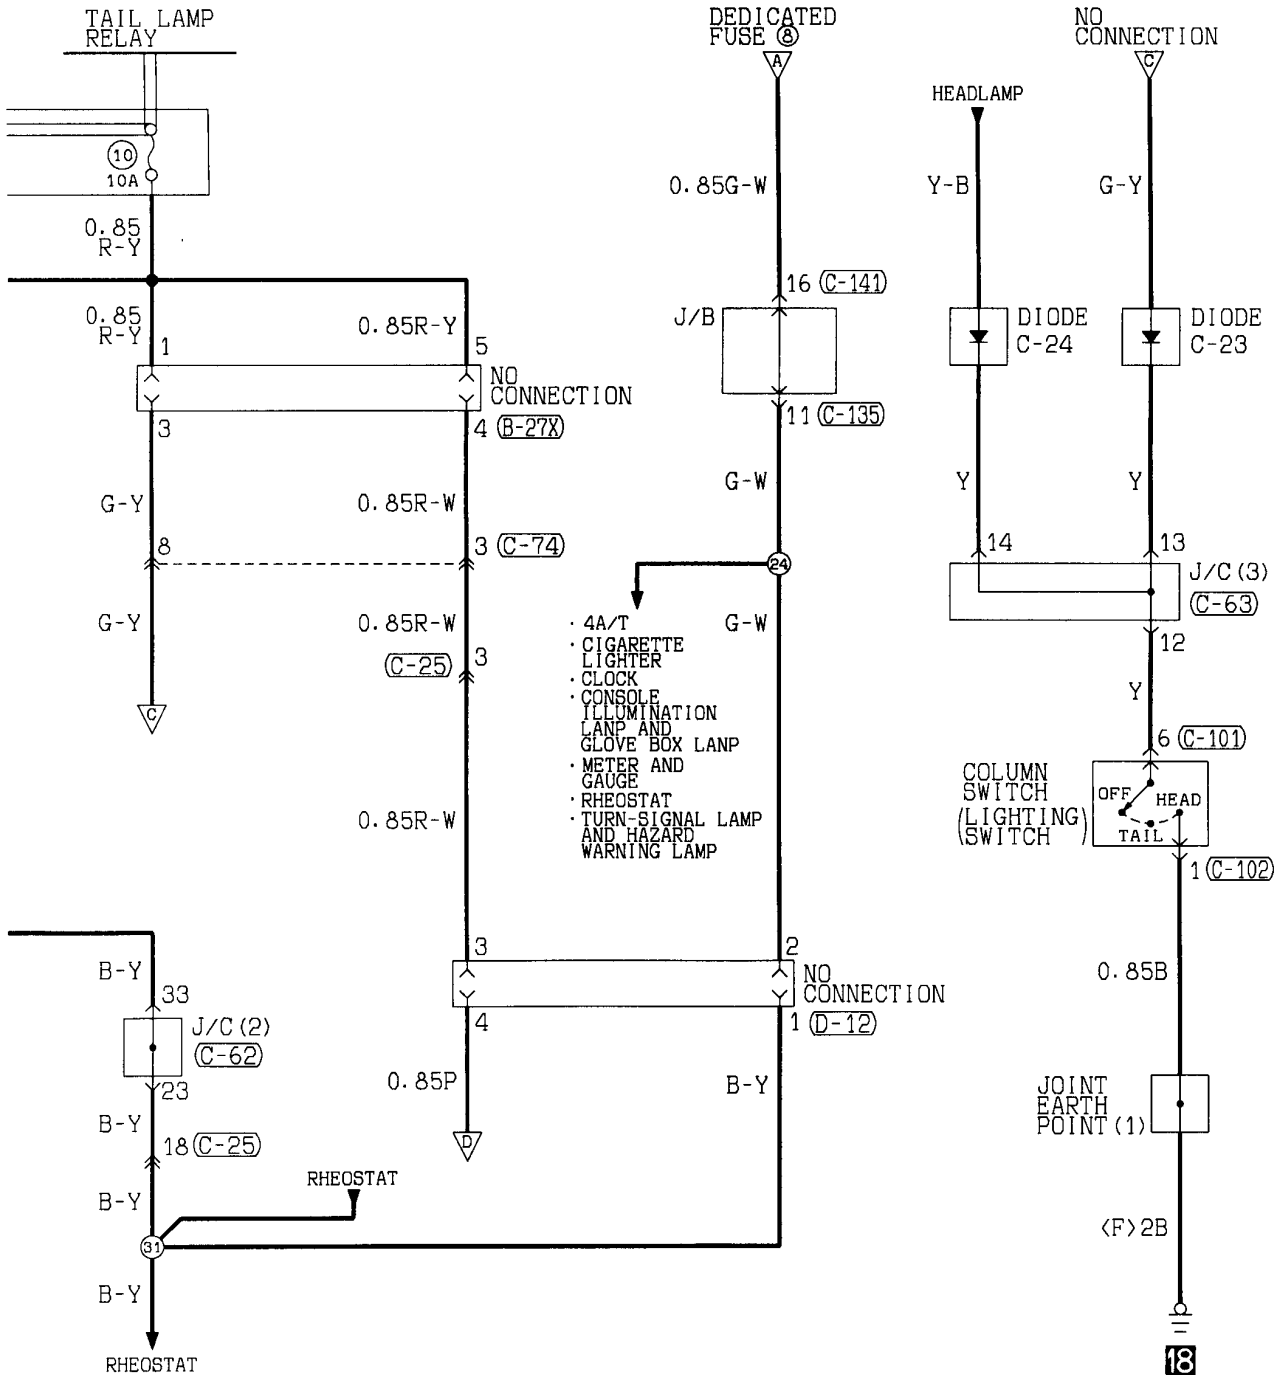 TAIL LAMP
RELAY
DEDICATED
FUSE ⑧
NO
CONNECTION
A
C
HEADLAMP
10
10A
0.85G-W
Y-B
G-Y
0.85
R-Y
16 C-141
0.85
R-Y
0.85R-Y
J/B
DIODE
C-24
DIODE
C-23
1
5
NO
CONNECTION
3
4 B-27X
11 C-135
G-Y
0.85R-W
G-W
Y
Y
8
3 C-74
14
13
24
J/C(3)
C-63
G-Y
0.85R-W
G-W
· 4A/T
· CIGARETTE
LIGHTER
· CLOCK
· CONSOLE
ILLUMINATION
LANP AND
GLOVE BOX LANP
· METER AND
GAUGE
· RHEOSTAT
· TURN-SIGNAL LAMP
AND HAZARD
WARNING LAMP
12
C-25 3
Y
C
6 C-101
COLUMN
SWITCH
(LIGHTING)
SWITCH
OFF
HEAD
TAIL
0.85R-W
1 C-102
3
2
B-Y
NO
CONNECTION
0.85B
33
J/C(2)
C-62
4
1 D-12
23
0.85P
B-Y
JOINT
EARTH
POINT(1)
B-Y
18 C-25
D
RHEOSTAT
B-Y
<F>2B
31
B-Y
RHEOSTAT
18